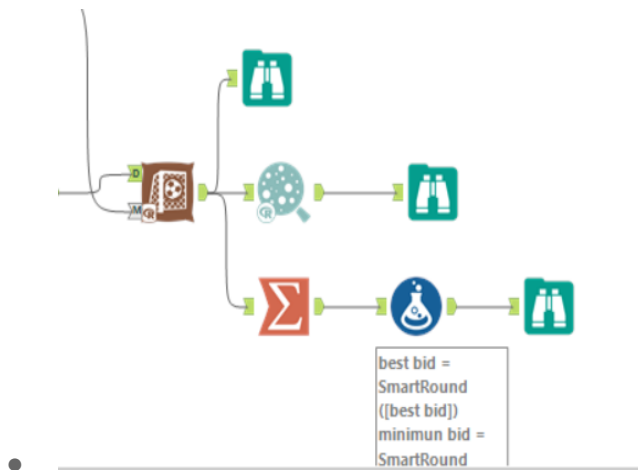 D
M
R
R
best bid =
SmartRound
([best bid])
minimun bid =
SmartRound